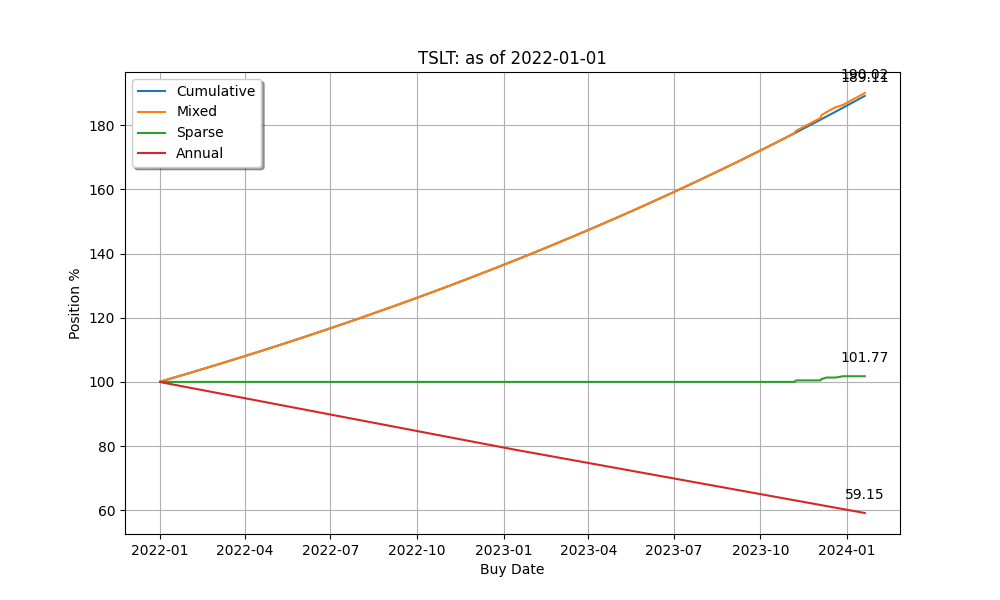 TSLT: as of 2022-01-01
190.02
189.11
Cumulative
Mixed
Sparse
Annual
180
160
140
120
100
80
60
Position %
101.77
59.15
2022-01
2022-04
2022-07
2022-10
2023-01
2023-04
2023-07
2023-10
2024-01
Buy Date